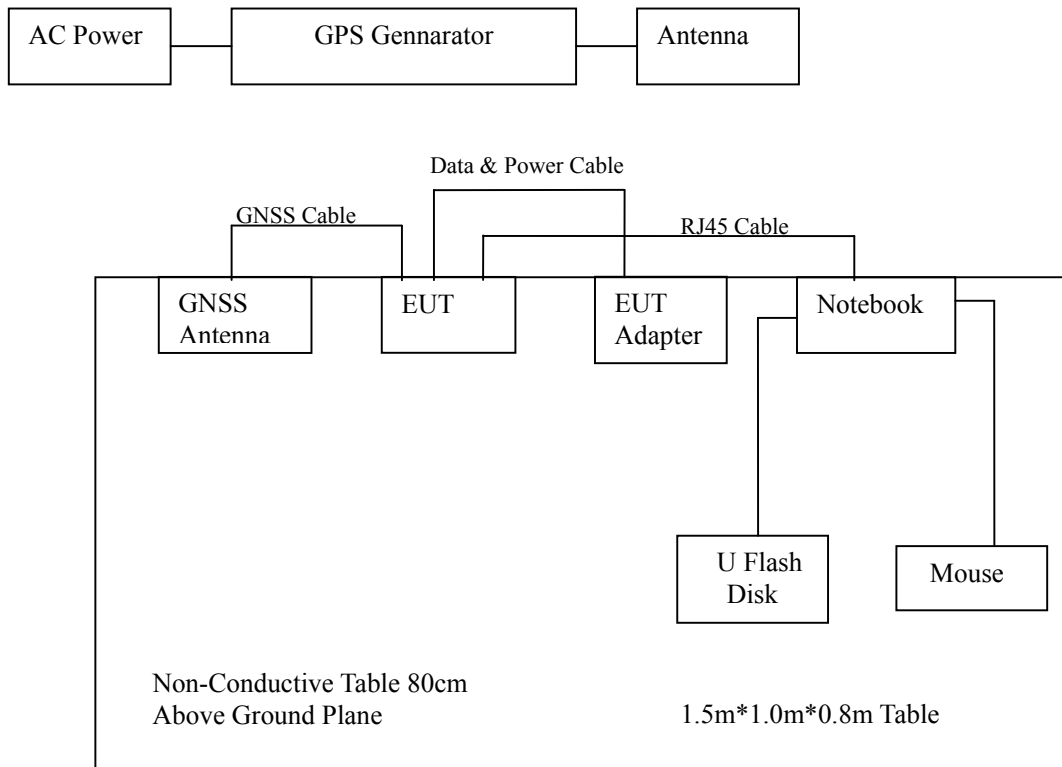 AC Power
GPS Gennarator
Antenna
Data & Power Cable
GNSS Cable
RJ45 Cable
GNSS
Antenna
EUT
EUT
Adapter
Notebook
U Flash
Disk
Mouse
Non-Conductive Table 80cm
Above Ground Plane
1.5m*1.0m*0.8m Table